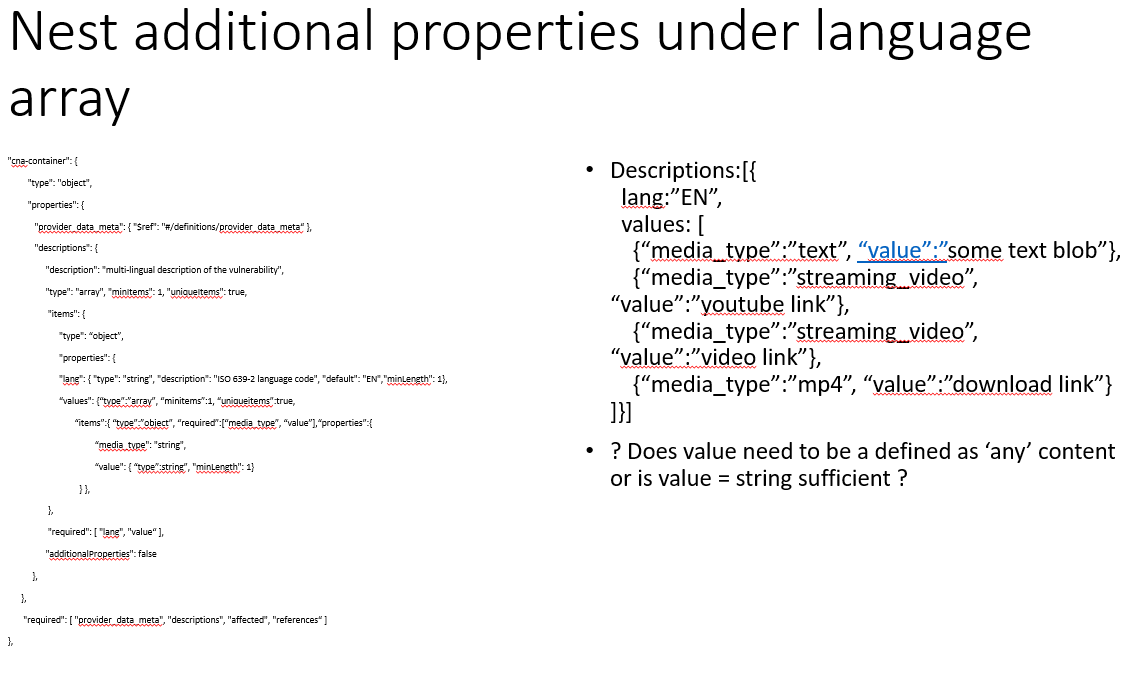 Nest additional properties under language
array
"cna-container": {
"type": "object",
"properties": {
"provider_data_meta": { "$ref": "#/definitions/provider_data_meta" },
"descriptions": {
"description": "multi-lingual description of the vulnerability",
"type": "array", "minItems": 1, "uniqueItems": true,
"items": {
"type": “object”,
"properties": {
"lang": { "type": "string", "description": "ISO 639-2 language code", "default": "EN","minLength": 1},
“values": {“type”:”array”, “minitems”:1, “uniqueitems”:true,
“items”:{ “type”:”object”, “required”:[“media_type”, “value”],“properties”:{
“media_type": "string",
“value": { “type”:string", "minLength": 1}
} },
},
"required": [ "lang", "value“ ],
"additionalProperties": false
},
},
"required": [ "provider_data_meta", "descriptions", "affected", "references“ ]
},
• Descriptions:[{
lang:”EN”,
values: [
{“media_type”:”text”, “value”:”some text blob”},
{“media_type”:”streaming_video”,
“value”:”youtube link”},
{“media_type”:”streaming_video”,
“value”:”video link”},
{“media_type”:”mp4”, “value”:”download link”}
]}]
• ? Does value need to be a defined as ‘any’ content
or is value = string sufficient ?